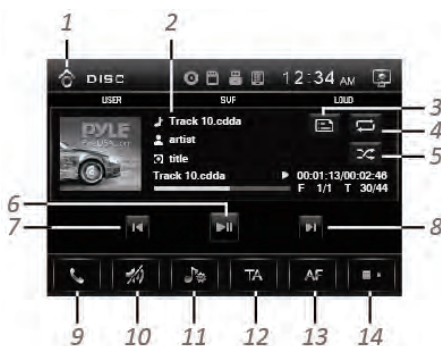 1
2
DISC
12:34 AM
USER
SVF
LOUD
3
Track 10.cdda
4
PYLE
artist
5
title
6
Track 10.cdda
00:01:13/00:02:46
F 1/1 T 30/44
7
8
TA
AF
9
10
11
12
13
14